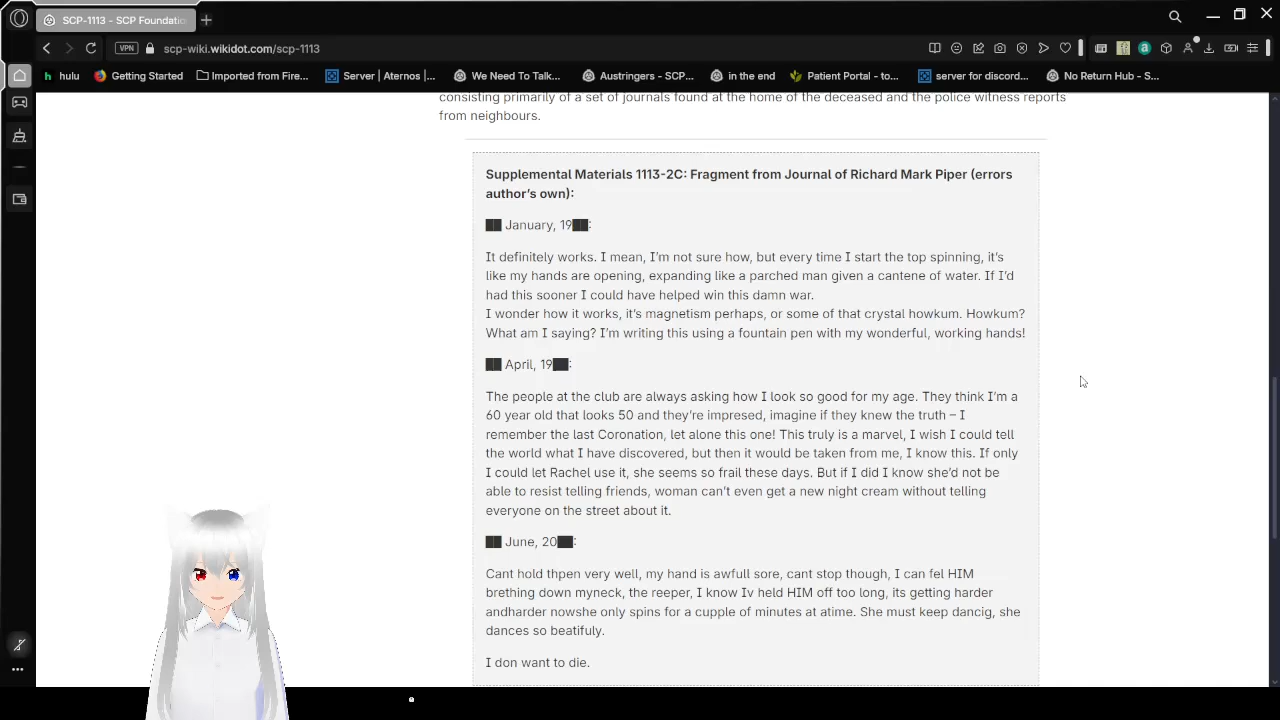 SCP-1113 - SCP Foundatio
VPN
scp-wiki.wikidot.com/scp-1113
h hulu
Getting Started
Imported from Fire...
Server | Aternos |...
We Need To Talk...
Austringers - SCP...
in the end
Patient Portal - to...
server for discord...
No Return Hub - S...
consisting primarily of a set of journals found at the home of the deceased and the police witness reports
from neighbours.
Supplemental Materials 1113-2C: Fragment from Journal of Richard Mark Piper (errors
author's own):
██ January, 19██:
It definitely works. I mean, I'm not sure how, but every time I start the top spinning, it's
like my hands are opening, expanding like a parched man given a cantene of water. If I'd
had this sooner I could have helped win this damn war.
I wonder how it works, it's magnetism perhaps, or some of that crystal howkum. Howkum?
What am I saying? I'm writing this using a fountain pen with my wonderful, working hands!
██ April, 19██:
The people at the club are always asking how I look so good for my age. They think I'm a
60 year old that looks 50 and they're impresed, imagine if they knew the truth – I
remember the last Coronation, let alone this one! This truly is a marvel, I wish I could tell
the world what I have discovered, but then it would be taken from me, I know this. If only
I could let Rachel use it, she seems so frail these days. But if I did I know she'd not be
able to resist telling friends, woman can't even get a new night cream without telling
everyone on the street about it.
██ June, 20██:
Cant hold thpen very well, my hand is awfull sore, cant stop though, I can fel HIM
brething down myneck, the reeper, I know Iv held HIM off too long, its getting harder
andharder nowshe only spins for a cupple of minutes at atime. She must keep dancig, she
dances so beatifuly.
I don want to die.